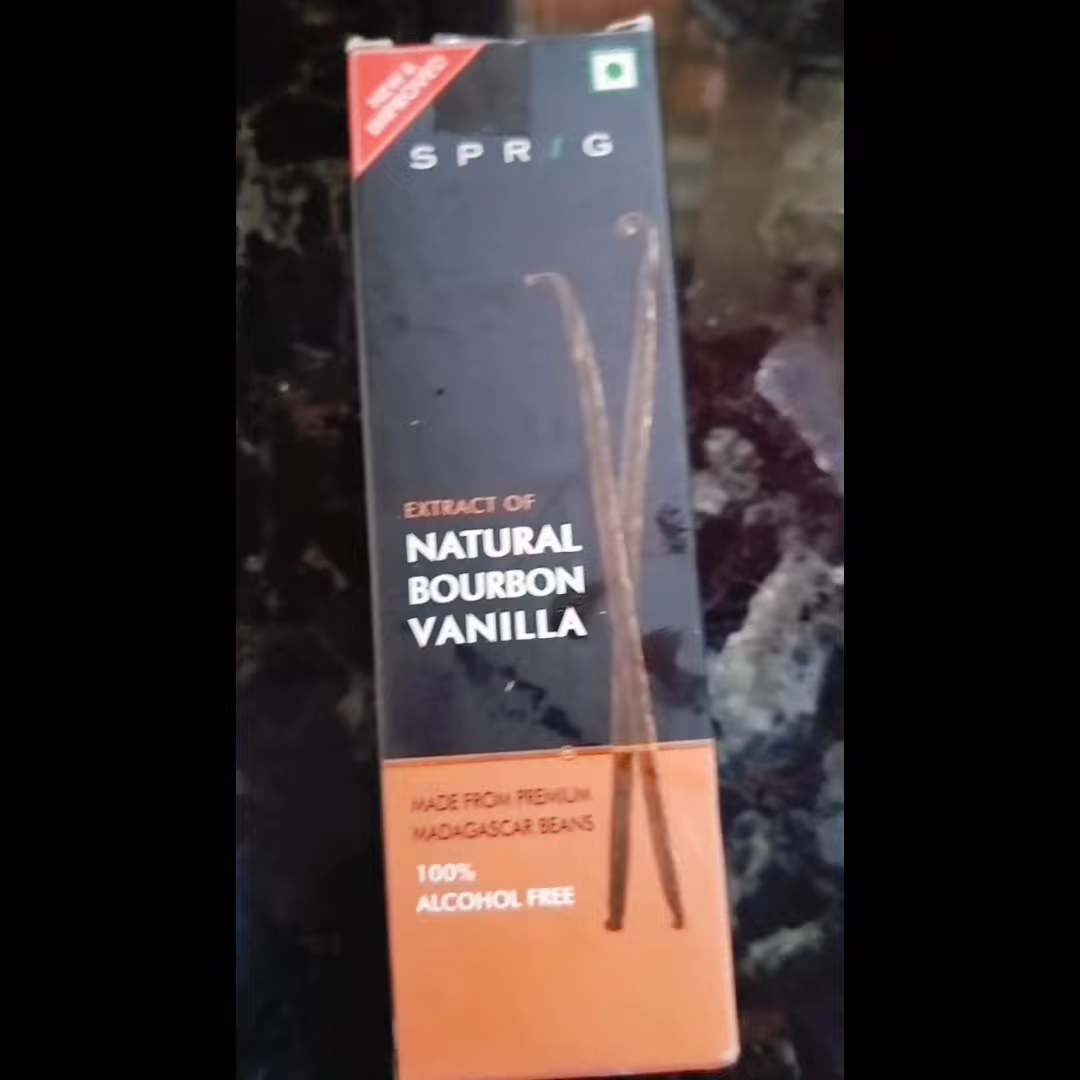 NEW &
IMPROVED
SPRIG
EXTRACT OF
NATURAL
BOURBON
VANILLA
MADE FROM PREMIUM
MADAGASCAR BEANS
100%
ALCOHOL FREE